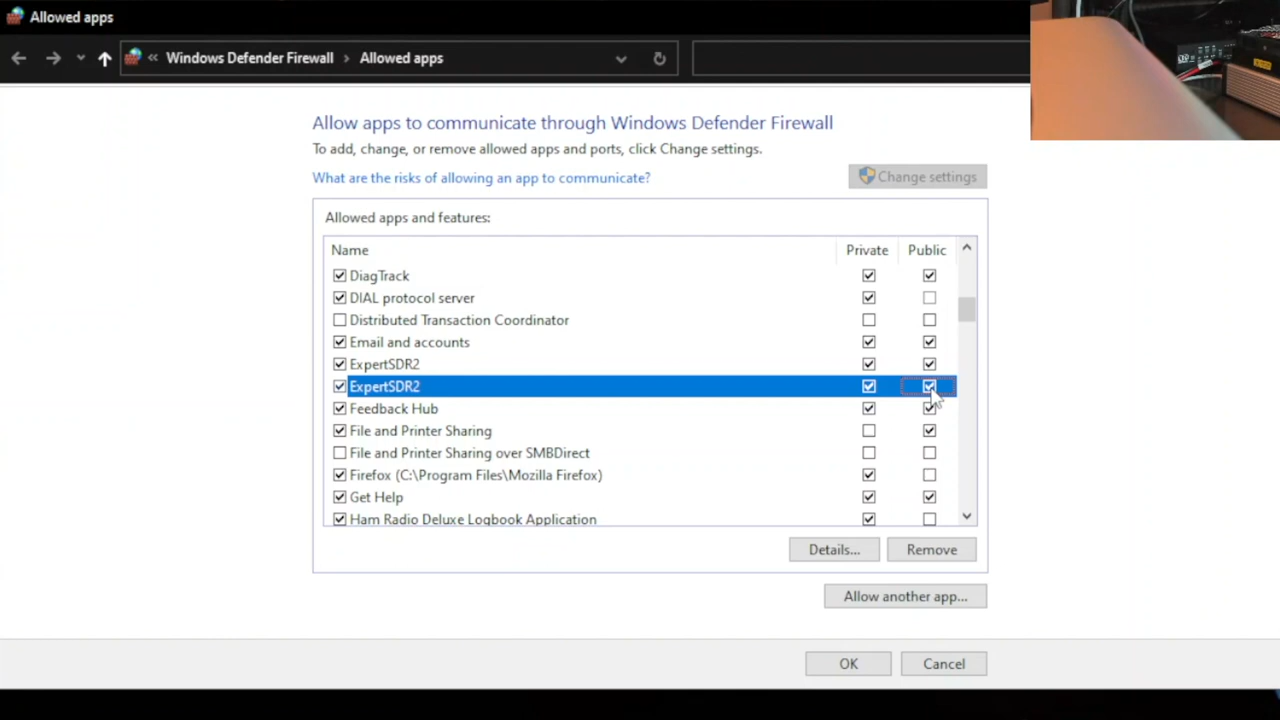 Allowed apps
Windows Defender Firewall
Allowed apps
Allow apps to communicate through Windows Defender Firewall
To add, change, or remove allowed apps and ports, click Change settings.
What are the risks of allowing an app to communicate?
Change settings
Allowed apps and features:
Name Private Public
DiagTrack
DIAL protocol server
Distributed Transaction Coordinator
Email and accounts
ExpertSDR2
ExpertSDR2
Feedback Hub
File and Printer Sharing
File and Printer Sharing over SMBDirect
Firefox (C:\Program Files\Mozilla Firefox)
Get Help
Ham Radio Deluxe Logbook Application
Details... Remove
Allow another app...
OK Cancel